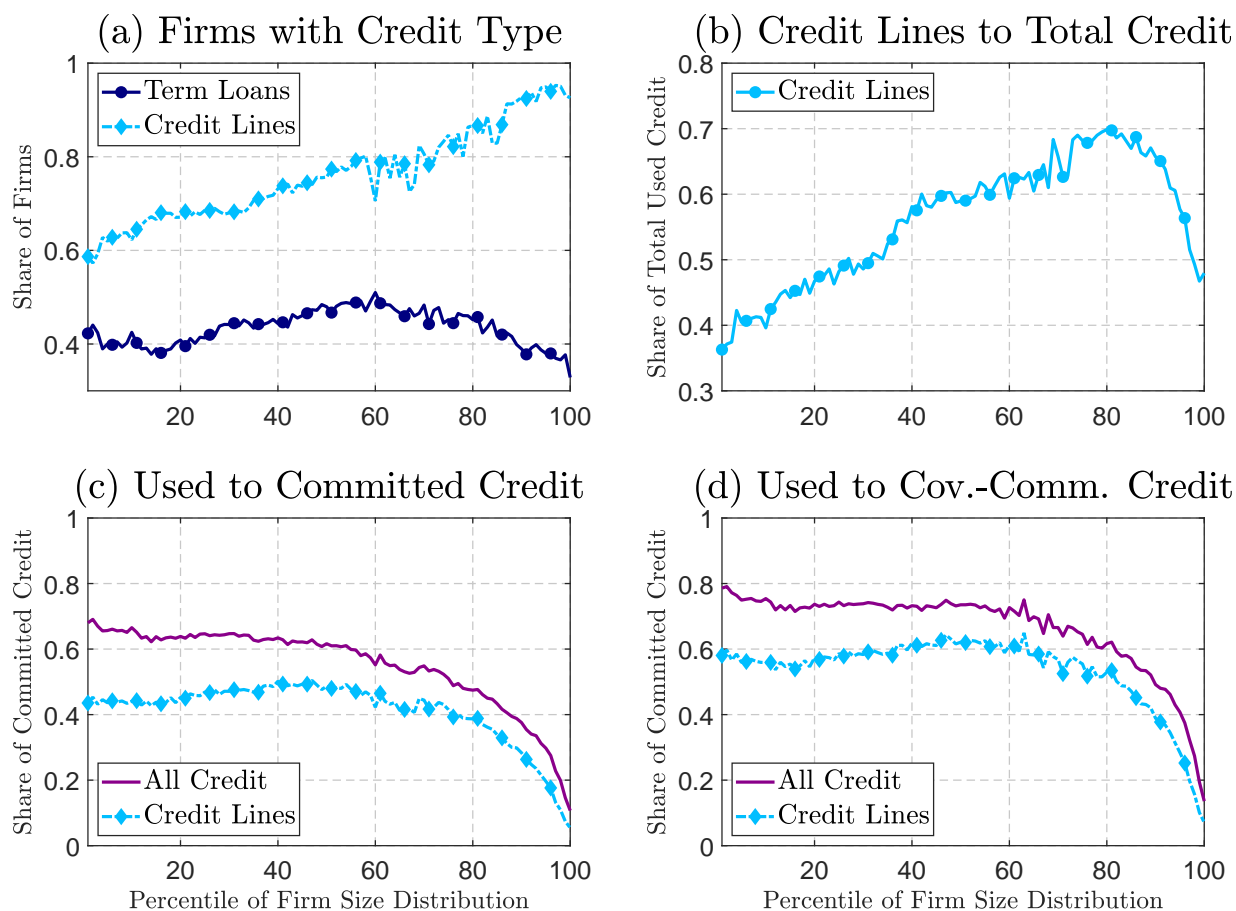 (a) Firms with Credit Type
Share of Firms
1
0.8
0.6
0.4
Term Loans
Credit Lines
20 40 60 80 100
(b) Credit Lines to Total Credit
Share of Total Used Credit
0.8
0.7
0.6
0.5
0.4
0.3
Credit Lines
20 40 60 80 100
(c) Used to Committed Credit
Share of Committed Credit
1
0.8
0.6
0.4
0.2
0
All Credit
Credit Lines
20 40 60 80 100
Percentile of Firm Size Distribution
(d) Used to Cov.-Comm. Credit
Share of Committed Credit
1
0.8
0.6
0.4
0.2
0
All Credit
Credit Lines
20 40 60 80 100
Percentile of Firm Size Distribution